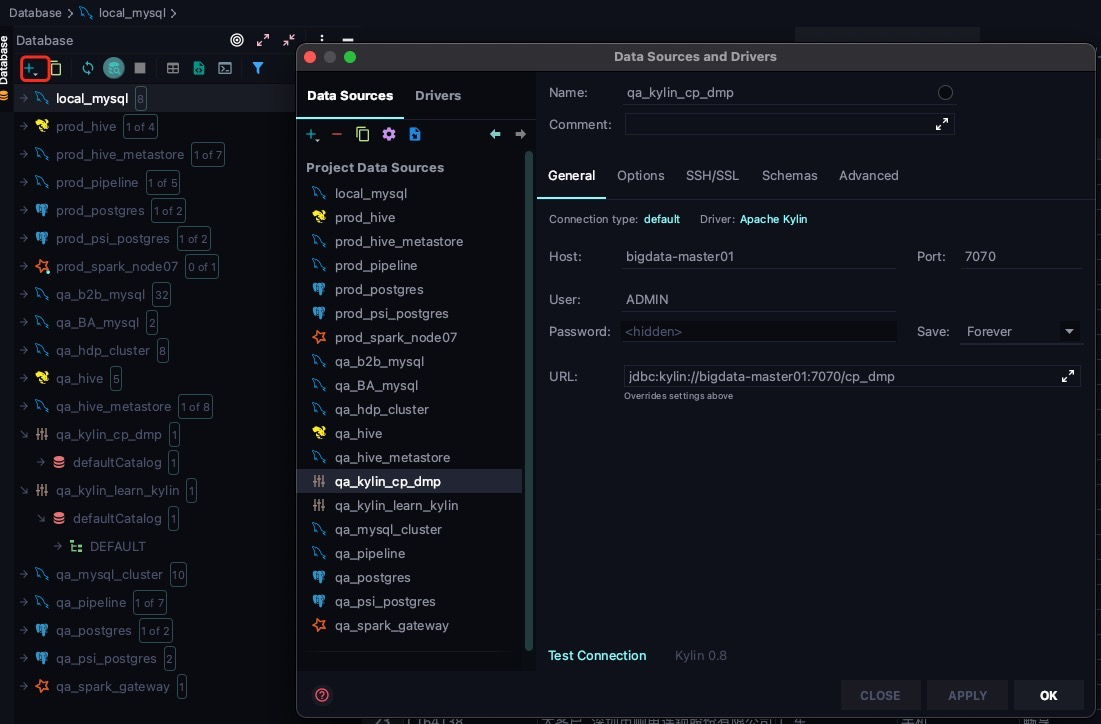 Database > local_mysql >
Database
Database
local_mysql 8
prod_hive 1 of 4
prod_hive_metastore 1 of 7
prod_pipeline 1 of 5
prod_postgres 1 of 2
prod_psi_postgres 1 of 2
prod_spark_node07 0 of 1
qa_b2b_mysql 32
qa_BA_mysql 2
qa_hdp_cluster 8
qa_hive 5
qa_hive_metastore 1 of 8
qa_kylin_cp_dmp 1
defaultCatalog 1
qa_kylin_learn_kylin 1
defaultCatalog 1
DEFAULT
qa_mysql_cluster 10
qa_pipeline 1 of 7
qa_postgres 1 of 2
qa_psi_postgres 2
qa_spark_gateway 1
Data Sources and Drivers
Data Sources Drivers
Project Data Sources
local_mysql
prod_hive
prod_hive_metastore
prod_pipeline
prod_postgres
prod_psi_postgres
prod_spark_node07
qa_b2b_mysql
qa_BA_mysql
qa_hdp_cluster
qa_hive
qa_hive_metastore
qa_kylin_cp_dmp
qa_kylin_learn_kylin
qa_mysql_cluster
qa_pipeline
qa_postgres
qa_psi_postgres
qa_spark_gateway
Name: qa_kylin_cp_dmp
Comment:
General Options SSH/SSL Schemas Advanced
Connection type: default Driver: Apache Kylin
Host: bigdata-master01 Port: 7070
User: ADMIN
Password: <hidden> Save: Forever
URL: jdbc:kylin://bigdata-master01:7070/cp_dmp
Overrides settings above
Test Connection Kylin 0.8
CLOSE APPLY OK